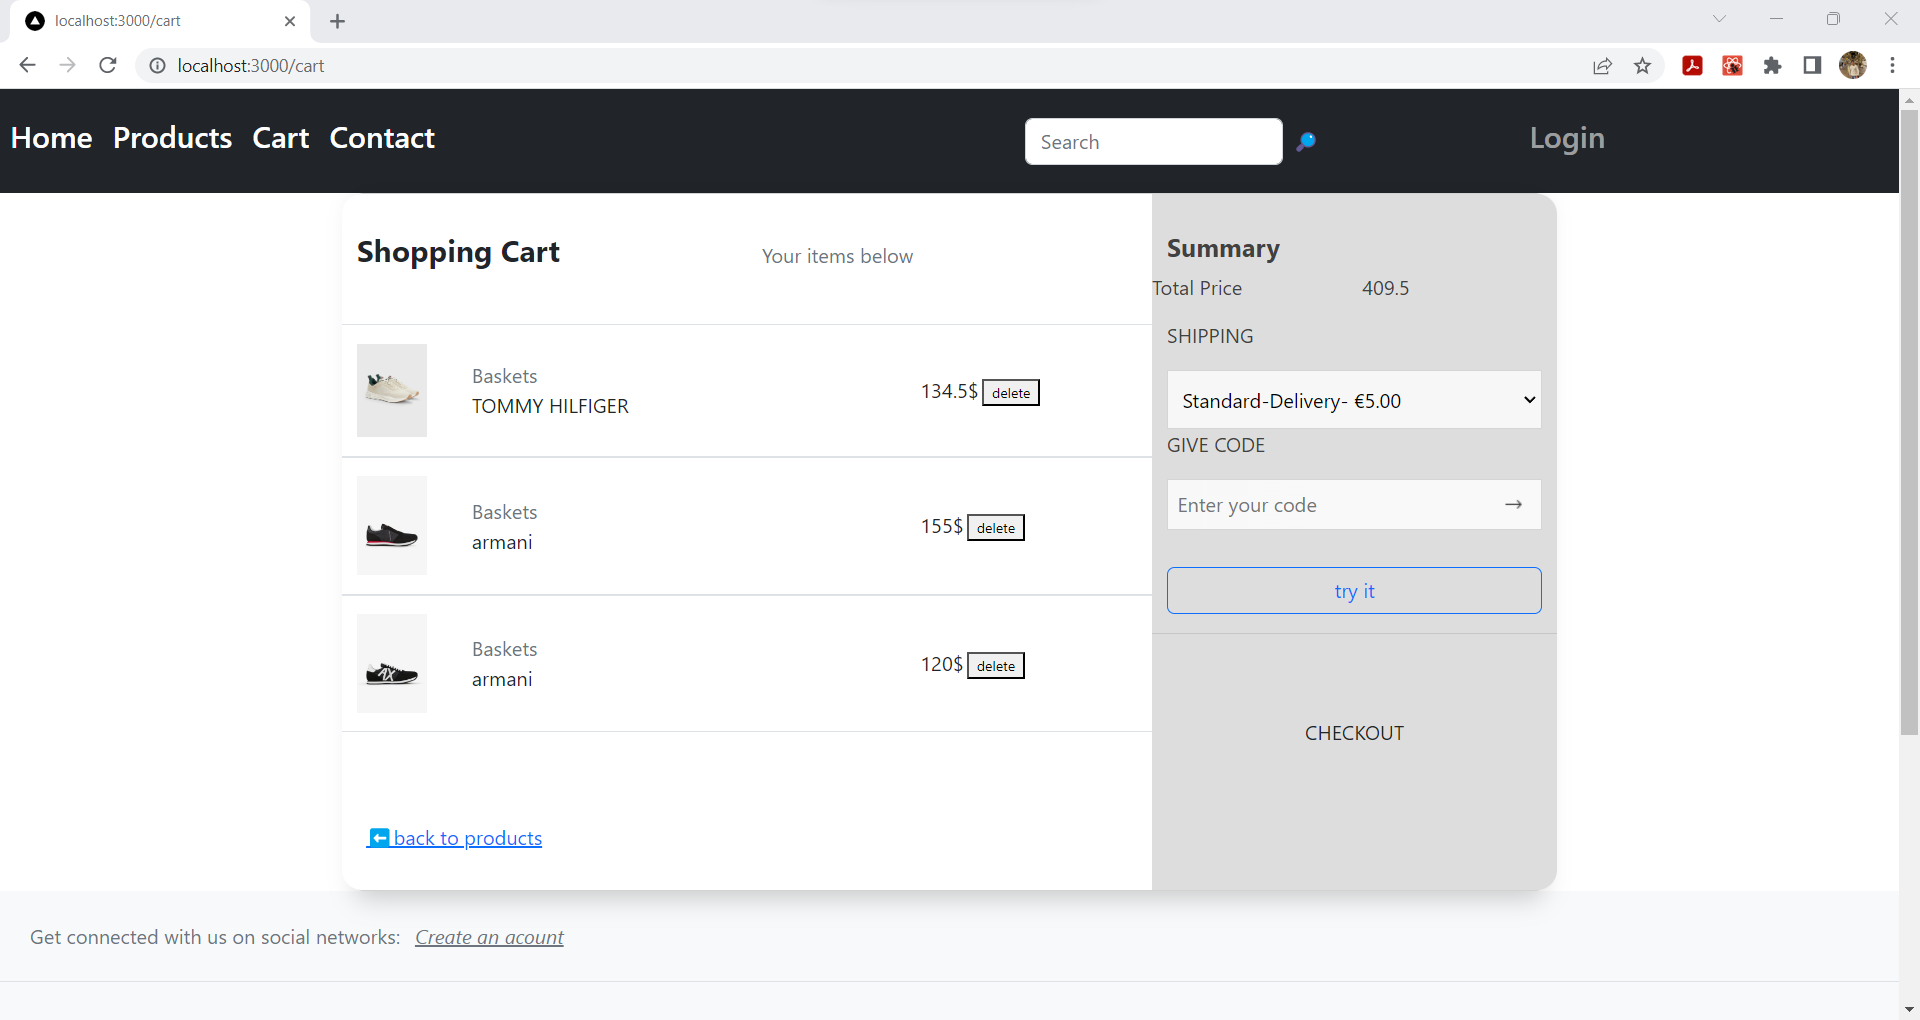 localhost:3000/cart
localhost:3000/cart
Home Products Cart Contact Search Login
Shopping Cart
Your items below
Baskets
TOMMY HILFIGER
134.5$ delete
Baskets
armani
155$ delete
Baskets
armani
120$ delete
back to products
Summary
Total Price 409.5
SHIPPING
Standard-Delivery- €5.00
GIVE CODE
Enter your code →
try it
CHECKOUT
Get connected with us on social networks: Create an acount